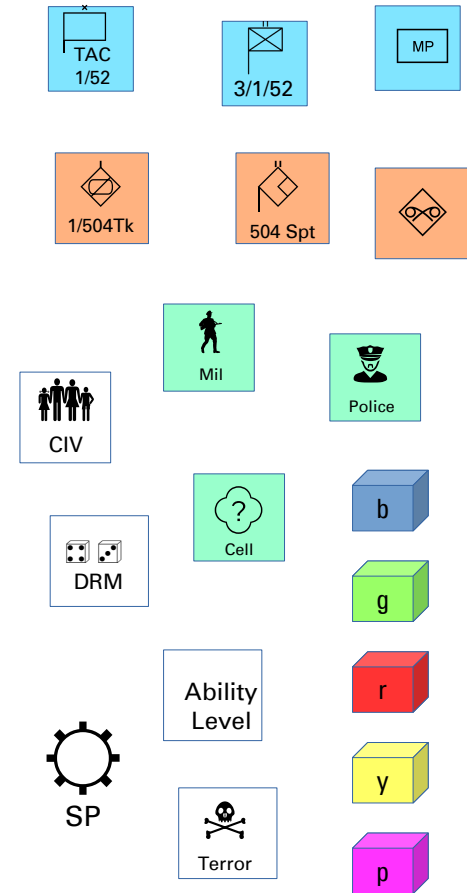 TAC
1/52
3/1/52
MP
1/504Tk
504 Spt
Mil
Police
CIV
?
Cell
b
DRM
g
Ability
Level
r
SP
y
Terror
p